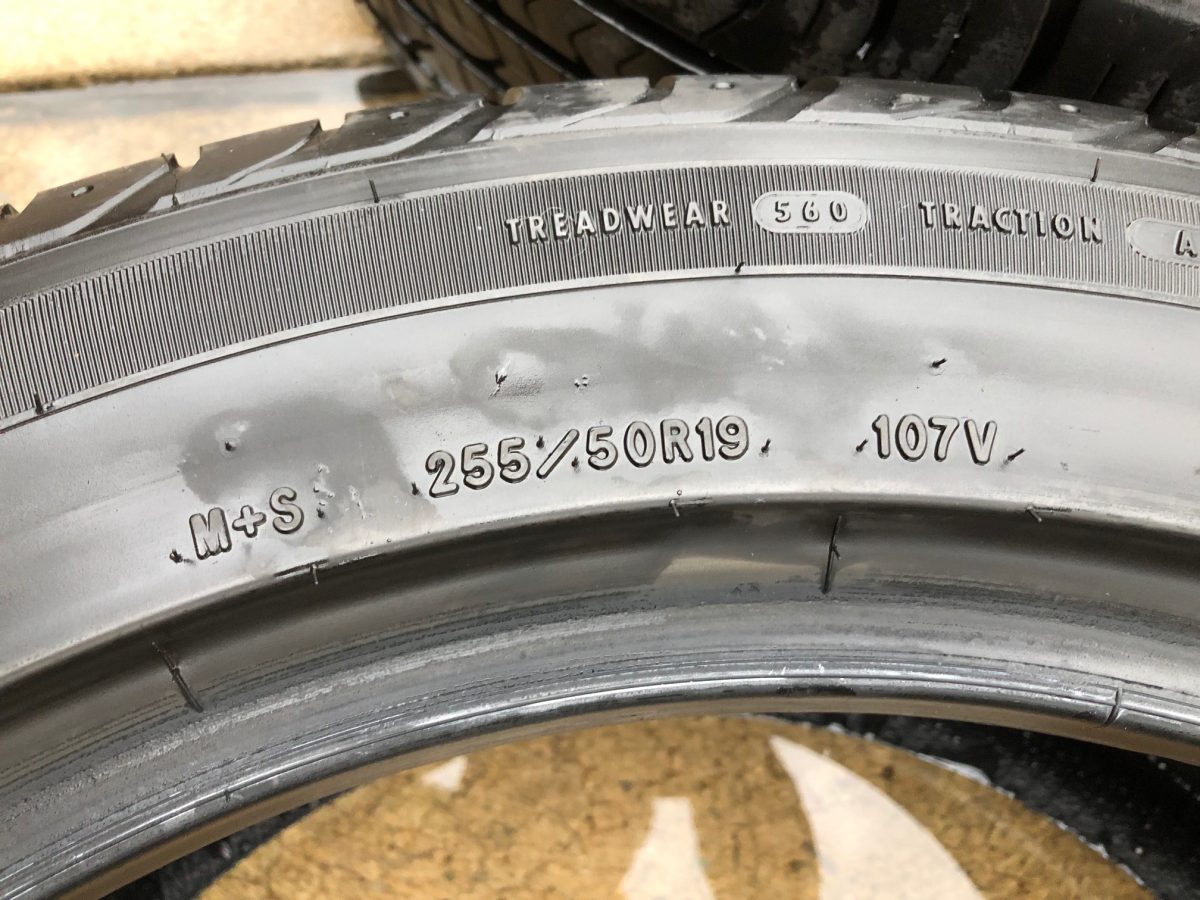 TREADWEAR 560 TRACTION A
M+S 255/50R19 107V